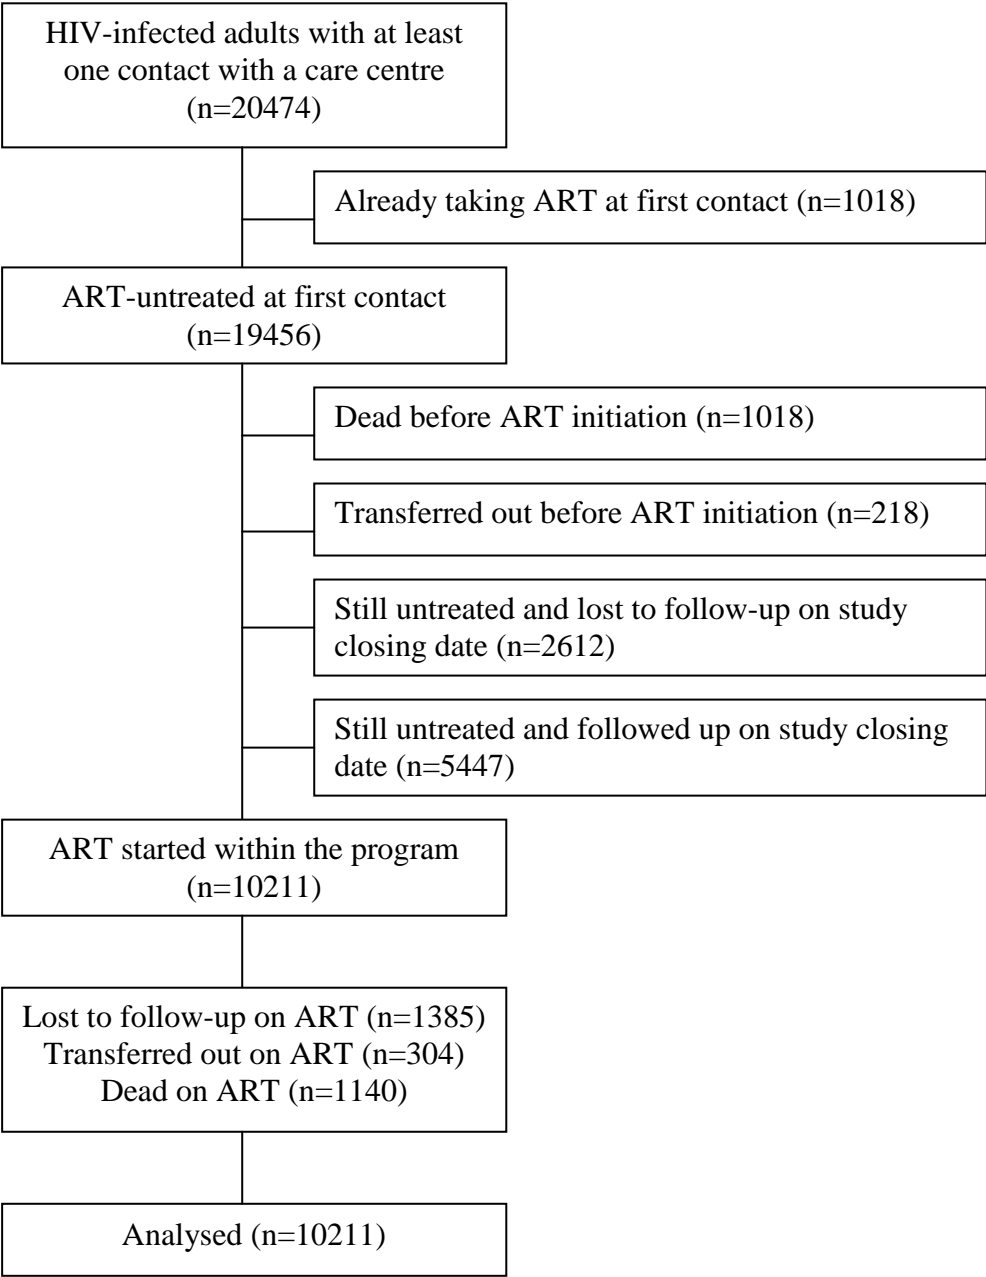 HIV-infected adults with at least
one contact with a care centre
(n=20474)
Already taking ART at first contact (n=1018)
ART-untreated at first contact
(n=19456)
Dead before ART initiation (n=1018)
Transferred out before ART initiation (n=218)
Still untreated and lost to follow-up on study
closing date (n=2612)
Still untreated and followed up on study closing
date (n=5447)
ART started within the program
(n=10211)
Lost to follow-up on ART (n=1385)
Transferred out on ART (n=304)
Dead on ART (n=1140)
Analysed (n=10211)